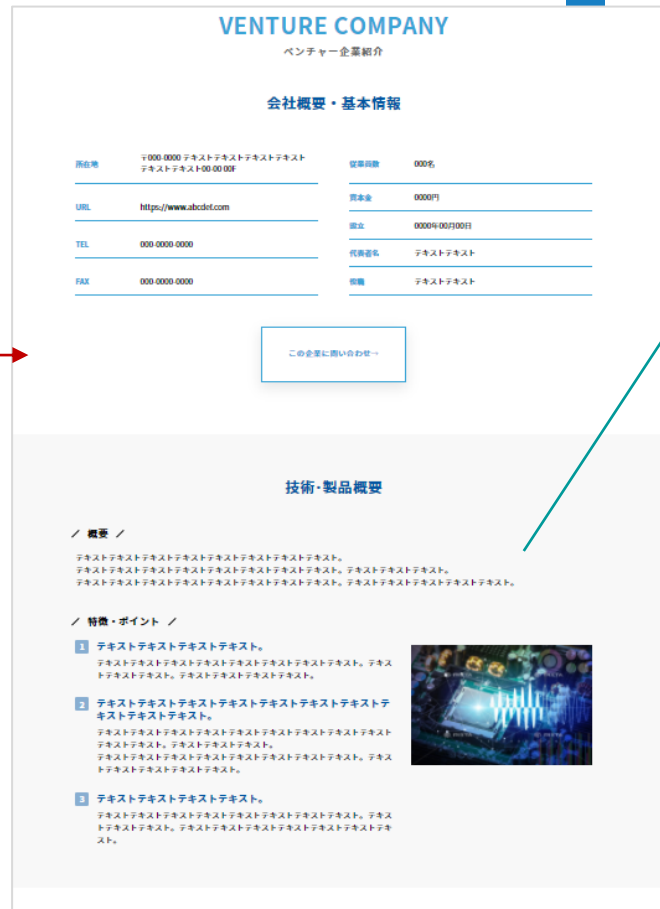 VENTURE COMPANY
ベンチャー企業紹介
会社概要・基本情報
所在地
〒000-0000 テキストテキストテキストテキスト
テキストテキスト00-00 00F
URL
https://www.abcdef.com
TEL
000-0000-0000
FAX
000-0000-0000
従業員数
000名
資本金
0000円
設立
0000年00月00日
代表者名
テキストテキスト
役職
テキストテキスト
この企業に問い合わせ→
技術・製品概要
/ 概要 /
テキストテキストテキストテキストテキストテキストテキストテキスト。
テキストテキストテキストテキストテキストテキストテキストテキスト。テキストテキスト。
テキストテキストテキストテキストテキストテキストテキストテキスト。テキストテキストテキストテキストテキスト。
/ 特徴・ポイント /
1 テキストテキストテキストテキスト。
テキストテキストテキストテキストテキストテキストテキスト。テキス
トテキストテキスト。テキストテキストテキストテキスト。
2 テキストテキストテキストテキストテキストテキストテキストテ
キストテキストテキスト。
テキストテキストテキストテキストテキストテキストテキストテキスト
テキストテキスト。テキストテキストテキスト。
テキストテキストテキストテキストテキストテキストテキスト。テキス
トテキストテキストテキストテキスト。
3 テキストテキストテキストテキスト。
テキストテキストテキストテキストテキストテキストテキスト。テキス
トテキストテキスト。テキストテキストテキストテキストテキストテキ
スト。